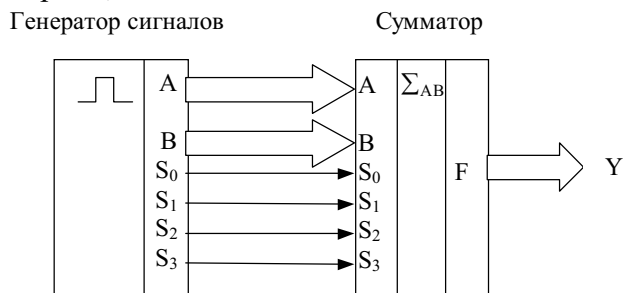 Генератор сигналов Сумматор
A A ∑AB
B B
S0 S0 F Y
S1 S1
S2 S2
S3 S3